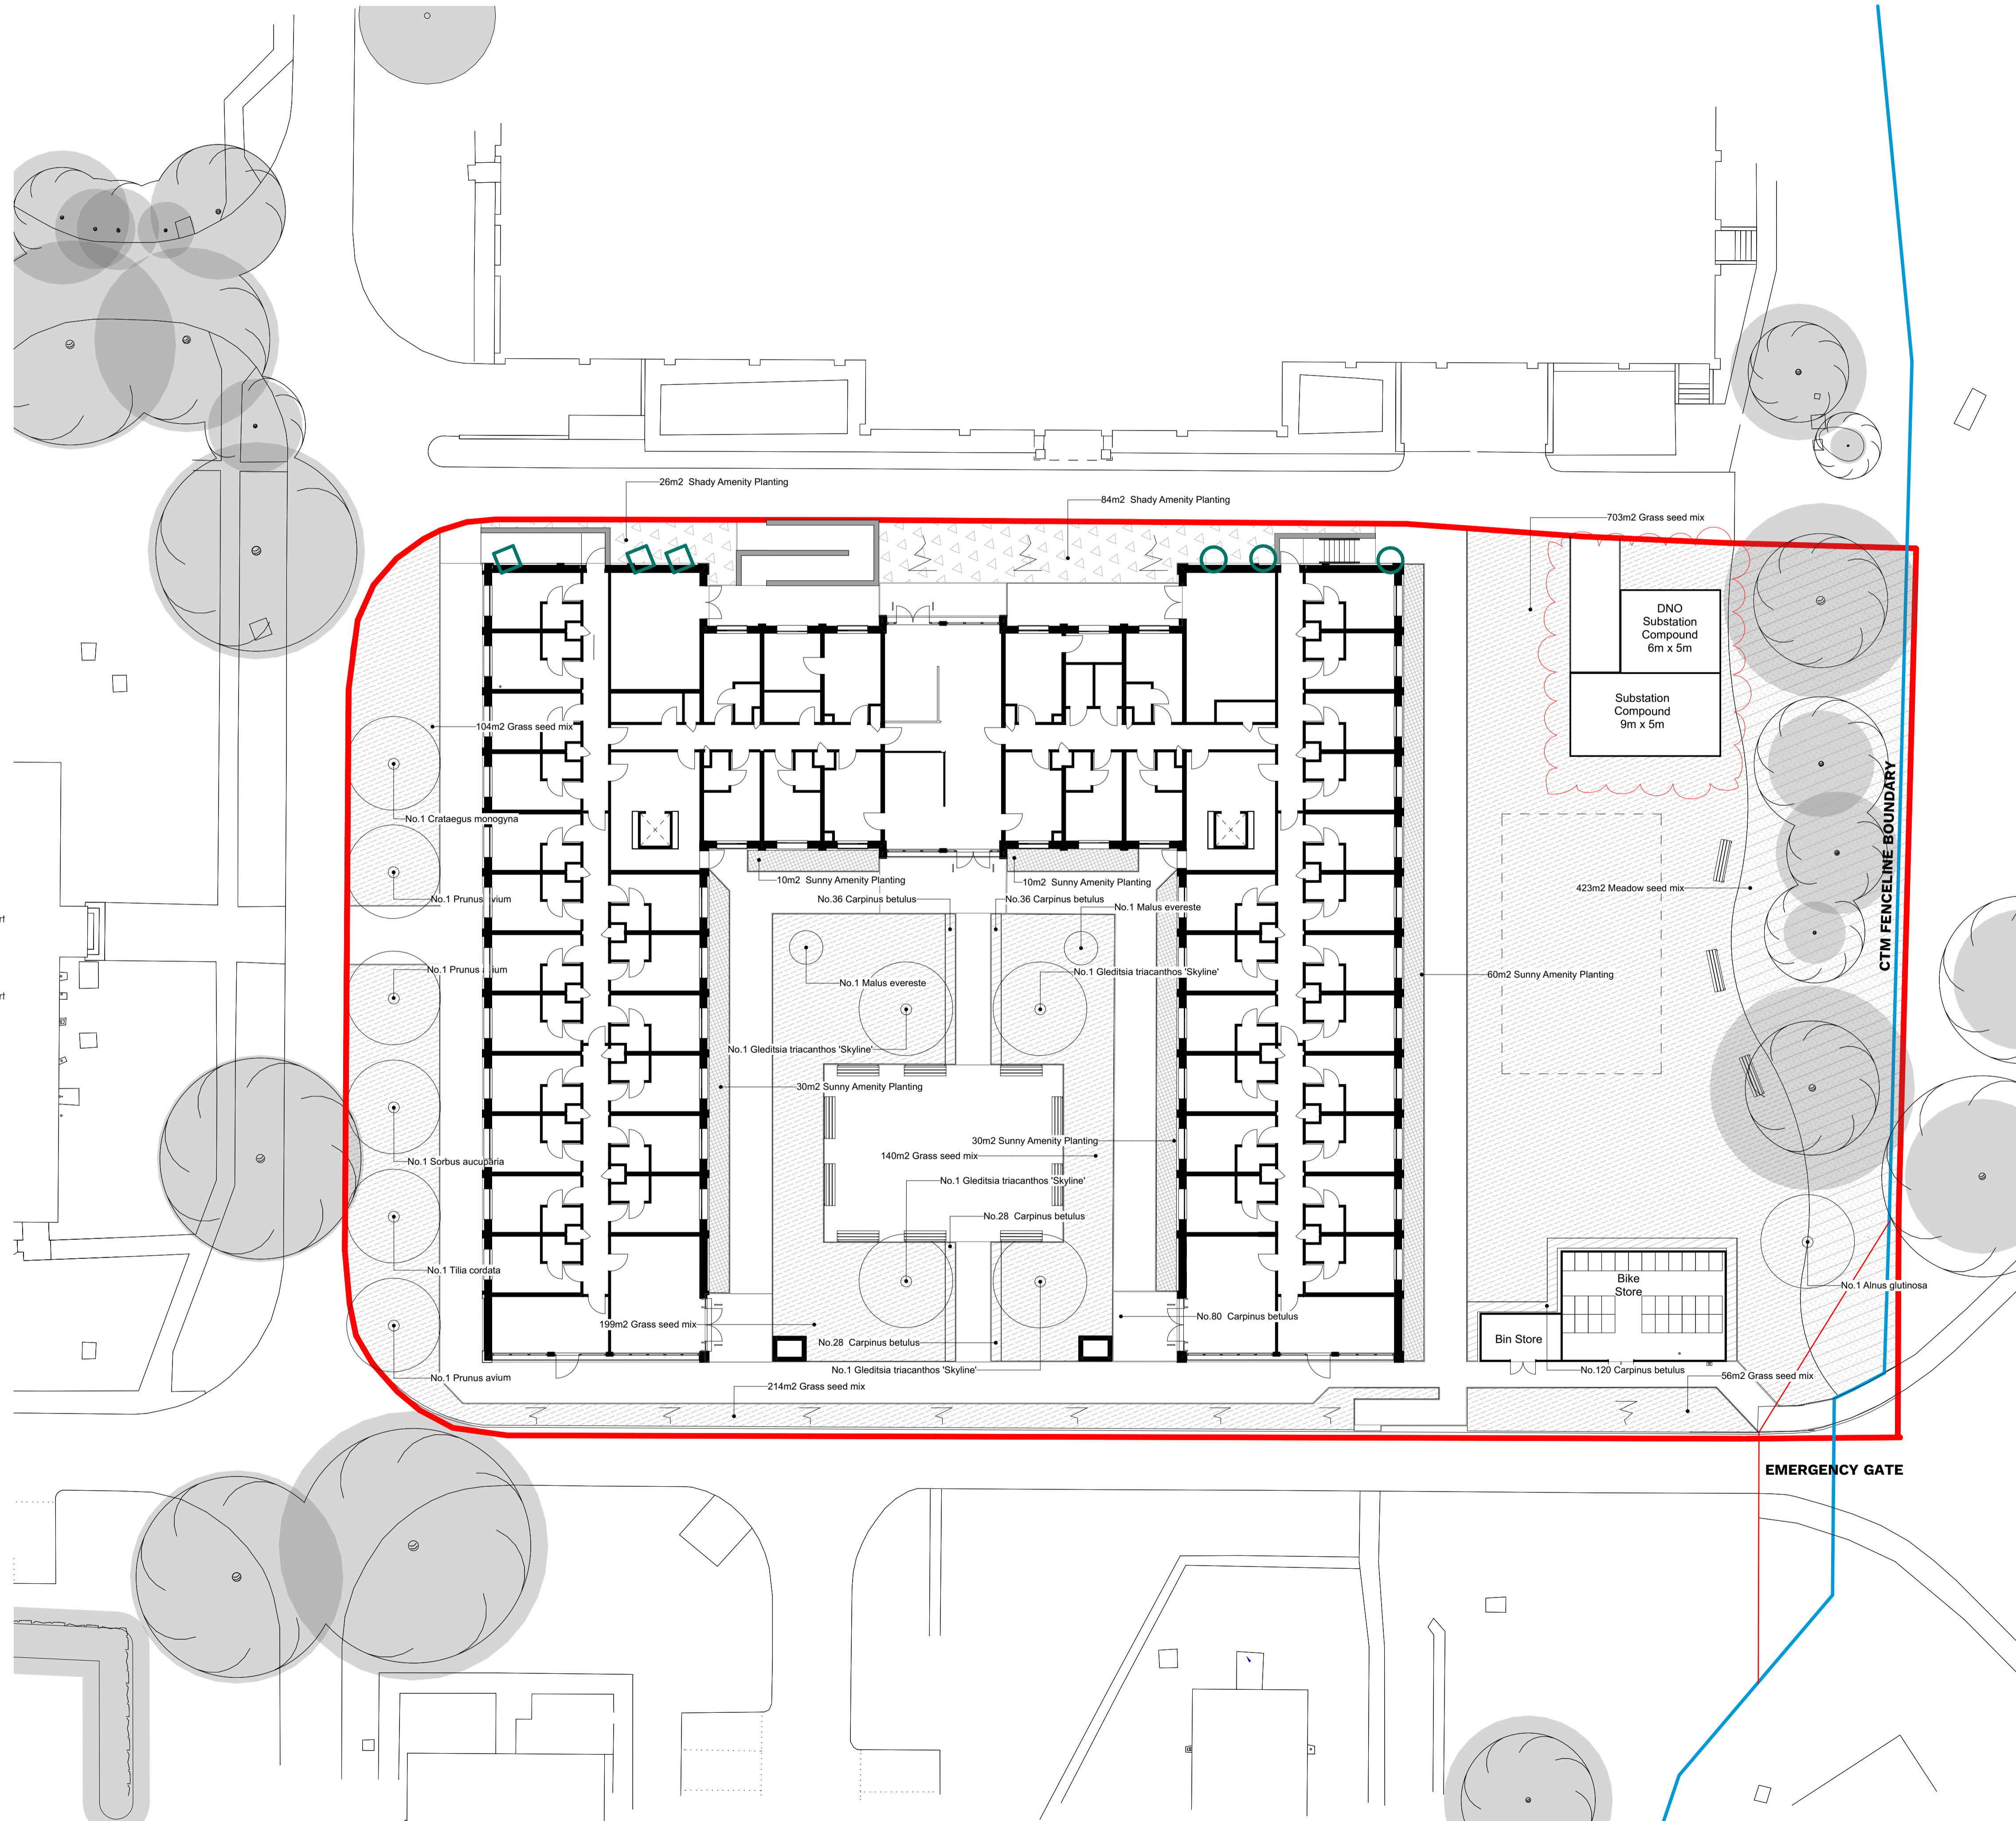 26m2 Shady Amenity Planting
84m2 Shady Amenity Planting
703m2 Grass seed mix
DNO
Substation
Compound
6m x 5m
Substation
Compound
9m x 5m
104m2 Grass seed mix
No.1 Crataegus monogyna
10m2 Sunny Amenity Planting
10m2 Sunny Amenity Planting
423m2 Meadow seed mix
CTM FENCELINE BOUNDARY
No.1 Prunus avium
No.36 Carpinus betulus
No.36 Carpinus betulus
No.1 Malus evereste
No.1 Prunus avium
No.1 Gleditsia triacanthos 'Skyline'
60m2 Sunny Amenity Planting
No.1 Malus evereste
No.1 Gleditsia triacanthos 'Skyline'
30m2 Sunny Amenity Planting
30m2 Sunny Amenity Planting
140m2 Grass seed mix
No.1 Sorbus aucuparia
No.1 Gleditsia triacanthos 'Skyline'
No.28 Carpinus betulus
No.1 Tilia cordata
Bike
Store
No.1 Alnus glutinosa
199m2 Grass seed mix
No.80 Carpinus betulus
Bin Store
No.28 Carpinus betulus
No.1 Gleditsia triacanthos 'Skyline'
No.120 Carpinus betulus
56m2 Grass seed mix
No.1 Prunus avium
214m2 Grass seed mix
EMERGENCY GATE